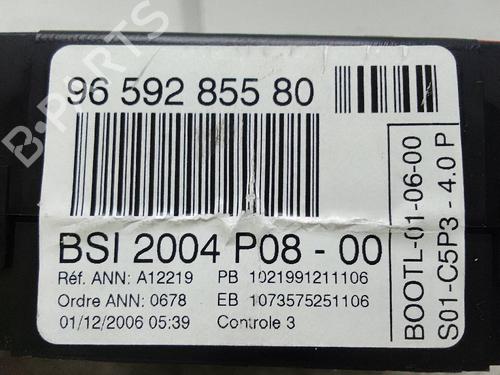 96 592 855 80
BSI 2004 P08 - 00
Réf. ANN: A12219 PB 1021991211106
Ordre ANN: 0678 EB 1073575251106
01/12/2006 05:39 Controle 3
BOOTL-01-06-00
S01-C5P3 - 4.0 P
B-PARTS